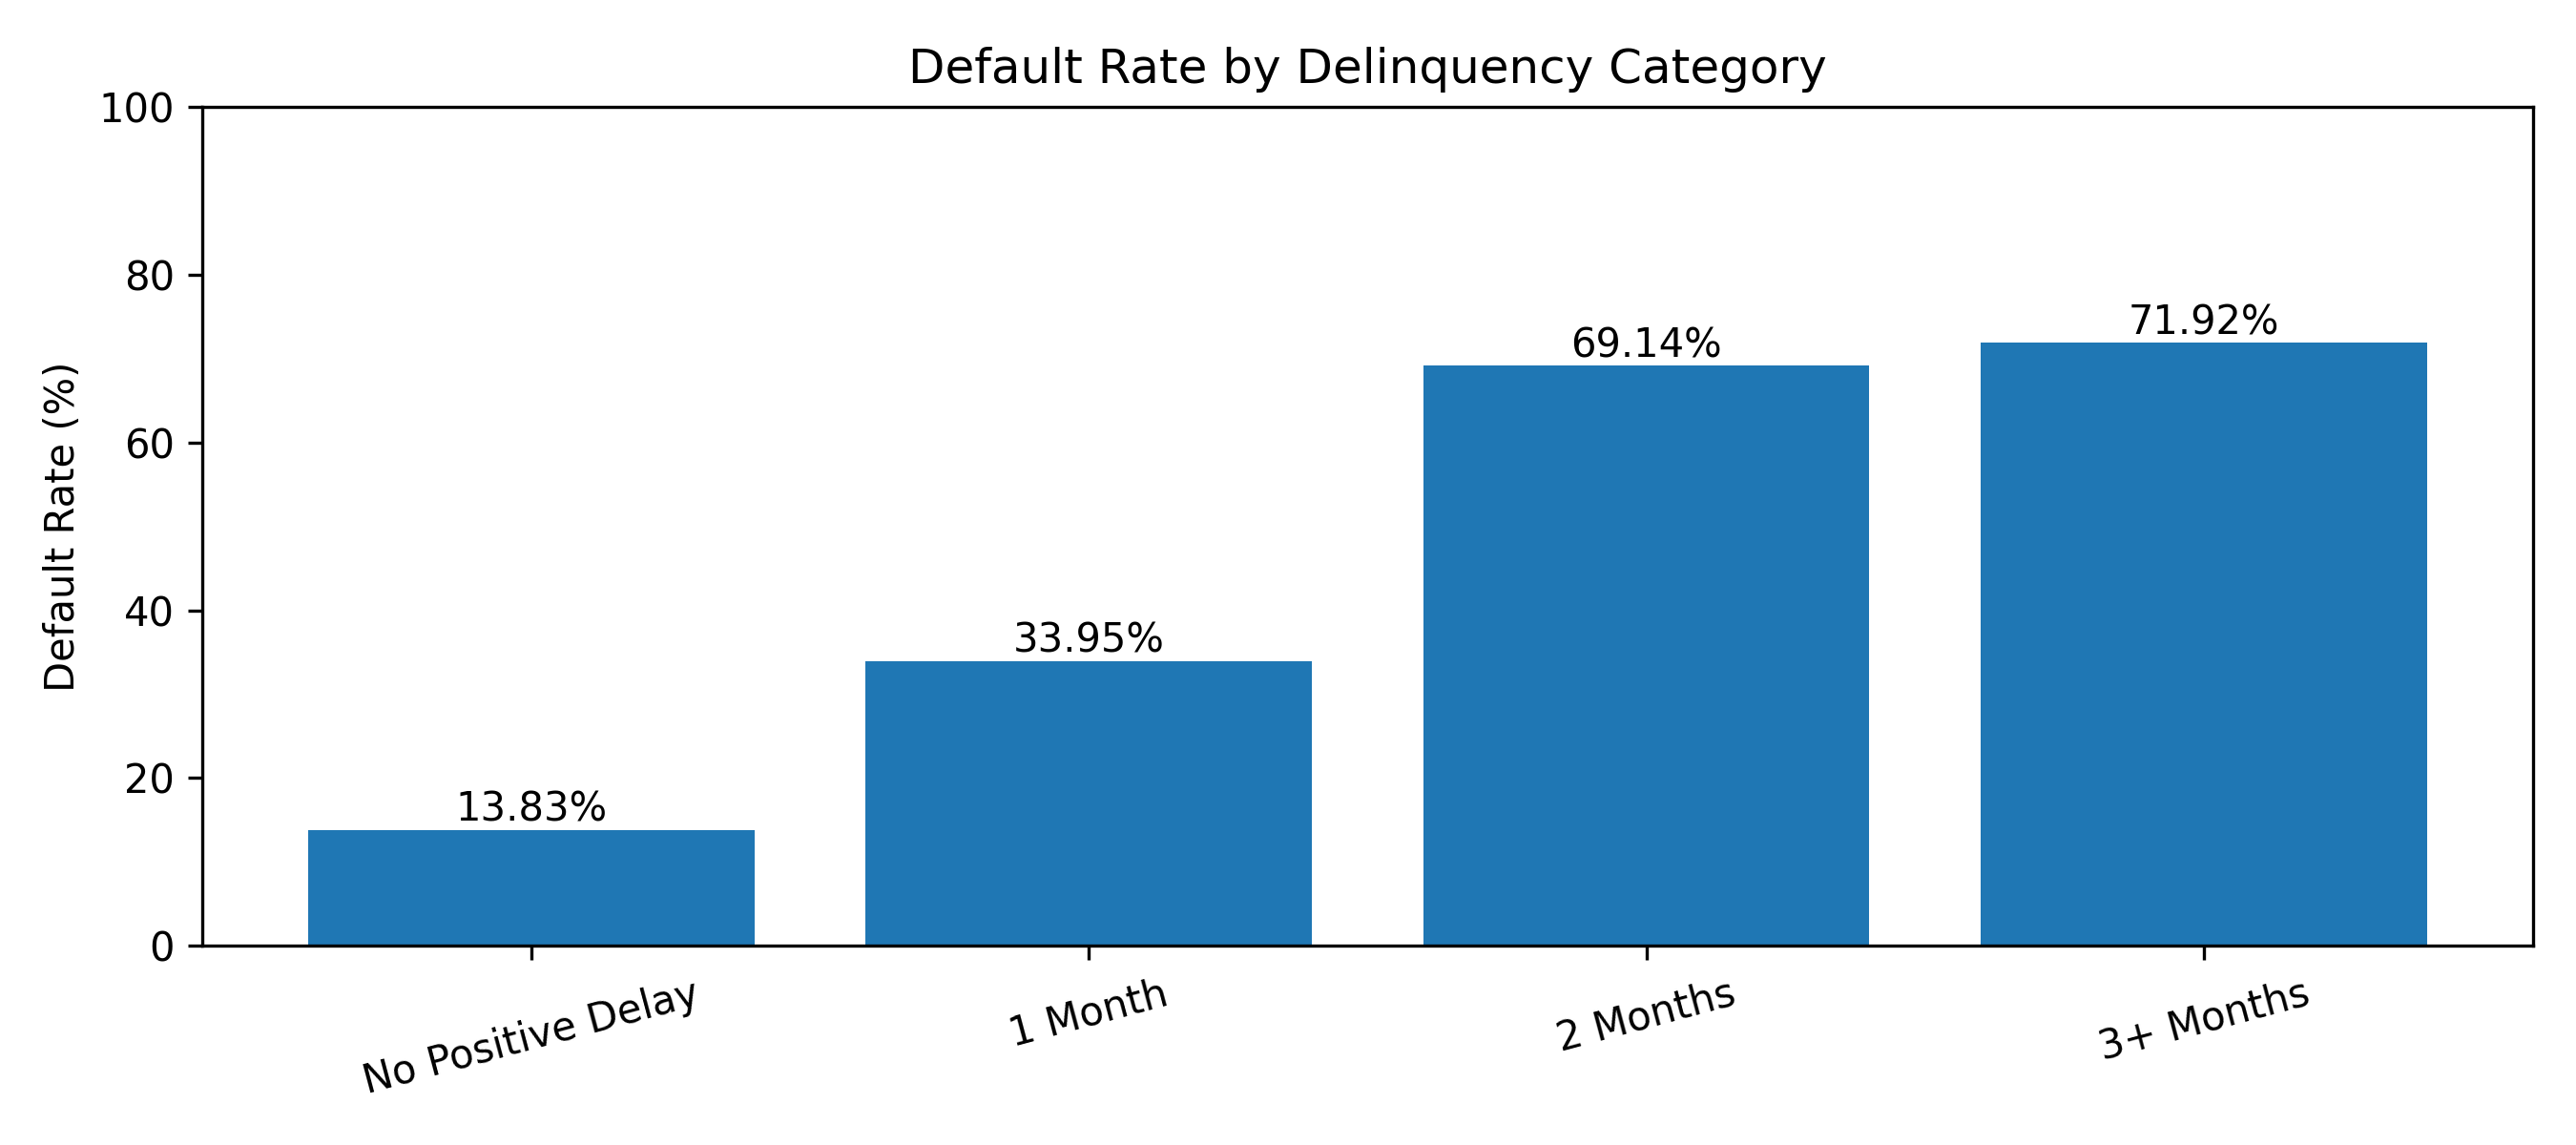 Default Rate by Delinquency Category
Default Rate (%)
100
80
60
40
20
0
13.83%
33.95%
69.14%
71.92%
No Positive Delay
1 Month
2 Months
3+ Months